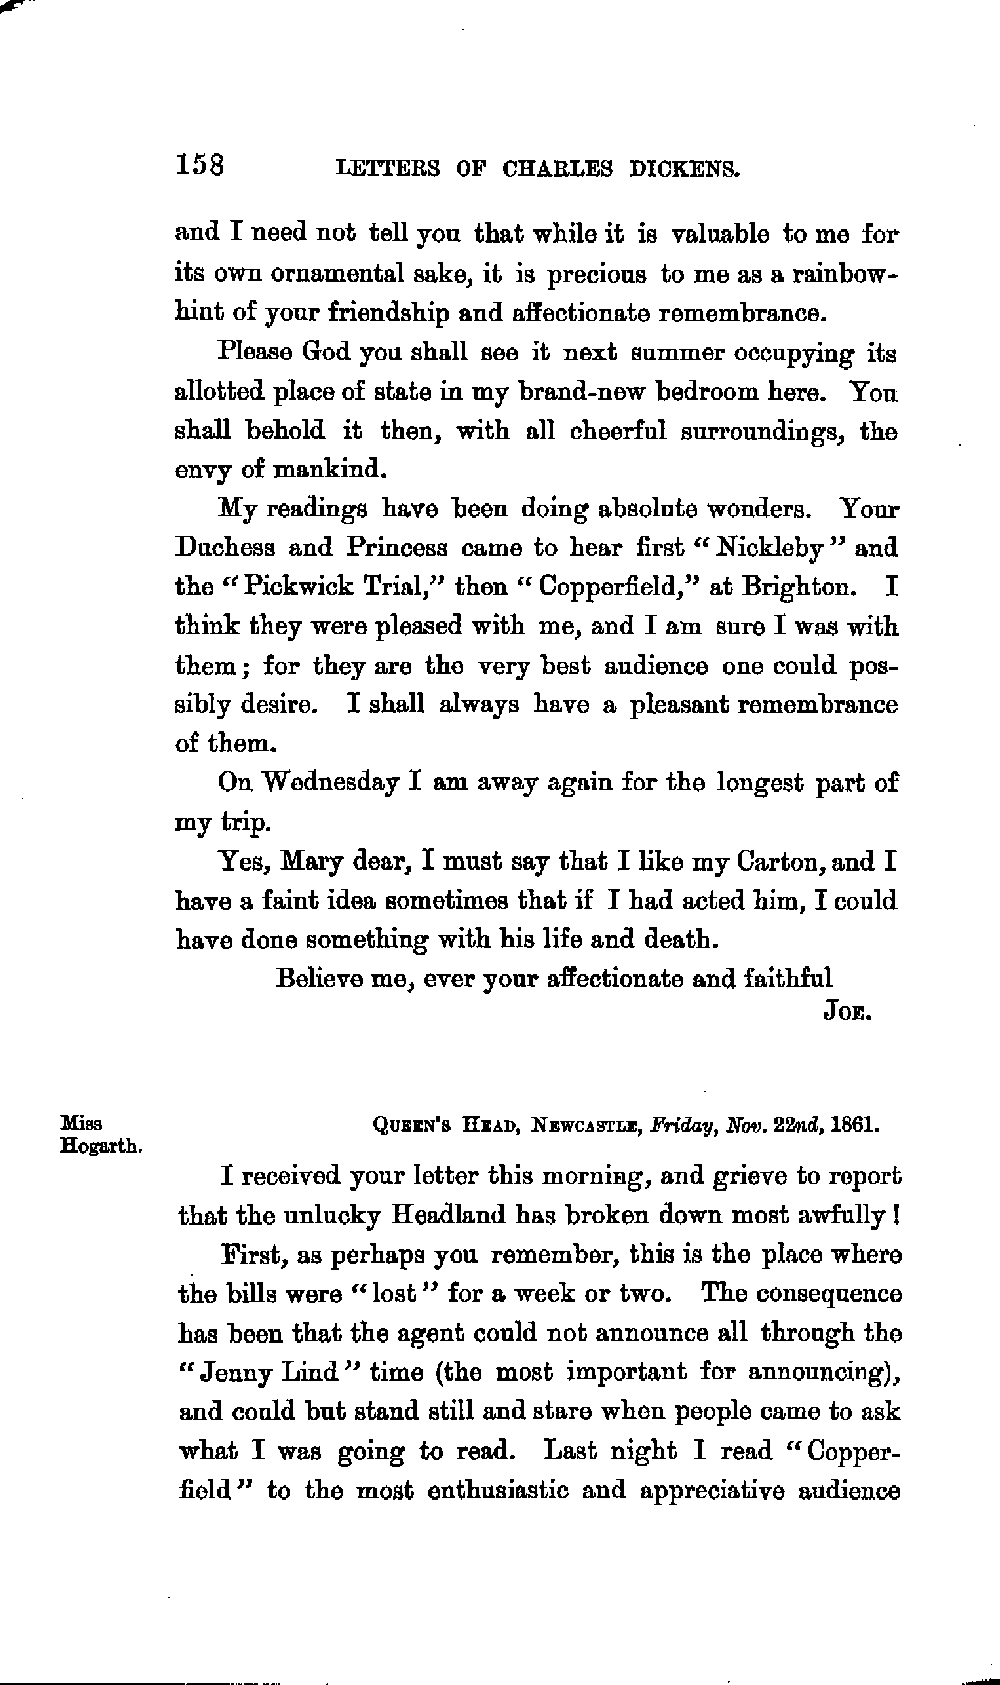 158 LETTERS OF CHARLES DICKENS.
and I need not tell you that while it is valuable to me for
its own ornamental sake, it is precious to me as a rainbow-
hint of your friendship and affectionate remembrance.
Please God you shall see it next summer occupying its
allotted place of state in my brand-new bedroom here. You
shall behold it then, with all cheerful surroundings, the
envy of mankind.
My readings have been doing absolute wonders. Your
Duchess and Princess came to hear first “Nickleby” and
the “Pickwick Trial,” then “Copperfield,” at Brighton. I
think they were pleased with me, and I am sure I was with
them; for they are the very best audience one could pos-
sibly desire. I shall always have a pleasant remembrance
of them.
On Wednesday I am away again for the longest part of
my trip.
Yes, Mary dear, I must say that I like my Carton, and I
have a faint idea sometimes that if I had acted him, I could
have done something with his life and death.
Believe me, ever your affectionate and faithful
JOE.
Miss
Hogarth.
QUEEN'S HEAD, NEWCASTLE, Friday, Nov. 22nd, 1861.
I received your letter this morning, and grieve to report
that the unlucky Headland has broken down most awfully!
First, as perhaps you remember, this is the place where
the bills were “lost” for a week or two. The consequence
has been that the agent could not announce all through the
“Jenny Lind” time (the most important for announcing),
and could but stand still and stare when people came to ask
what I was going to read. Last night I read “Copper-
field” to the most enthusiastic and appreciative audience